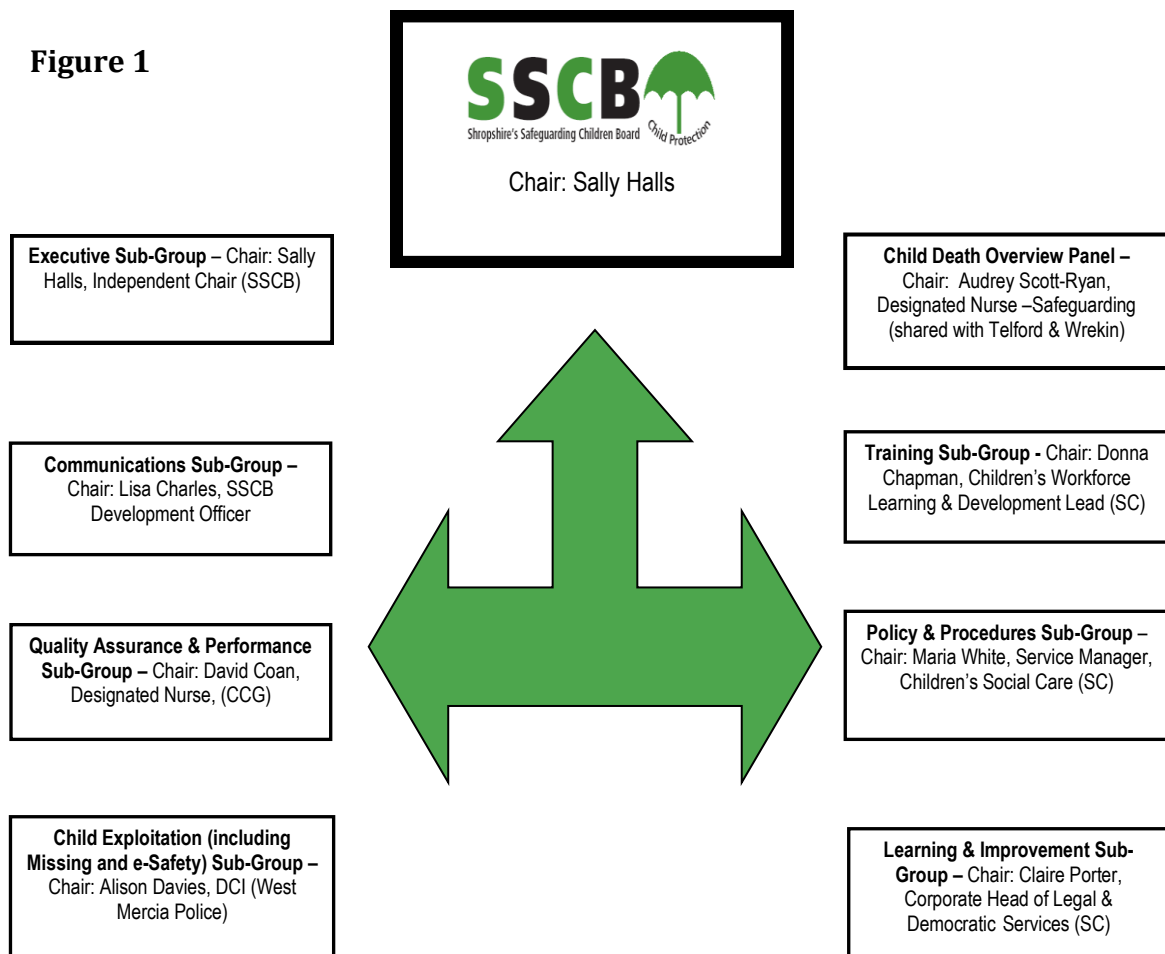 Figure 1
SSCB
Shropshire's Safeguarding Children Board
Child Protection
Chair: Sally Halls
Executive Sub-Group – Chair: Sally
Halls, Independent Chair (SSCB)
Communications Sub-Group –
Chair: Lisa Charles, SSCB
Development Officer
Quality Assurance & Performance
Sub-Group – Chair: David Coan,
Designated Nurse, (CCG)
Child Exploitation (including
Missing and e-Safety) Sub-Group –
Chair: Alison Davies, DCI (West
Mercia Police)
Child Death Overview Panel –
Chair: Audrey Scott-Ryan,
Designated Nurse –Safeguarding
(shared with Telford & Wrekin)
Training Sub-Group - Chair: Donna
Chapman, Children's Workforce
Learning & Development Lead (SC)
Policy & Procedures Sub-Group –
Chair: Maria White, Service Manager,
Children's Social Care (SC)
Learning & Improvement Sub-
Group – Chair: Claire Porter,
Corporate Head of Legal &
Democratic Services (SC)